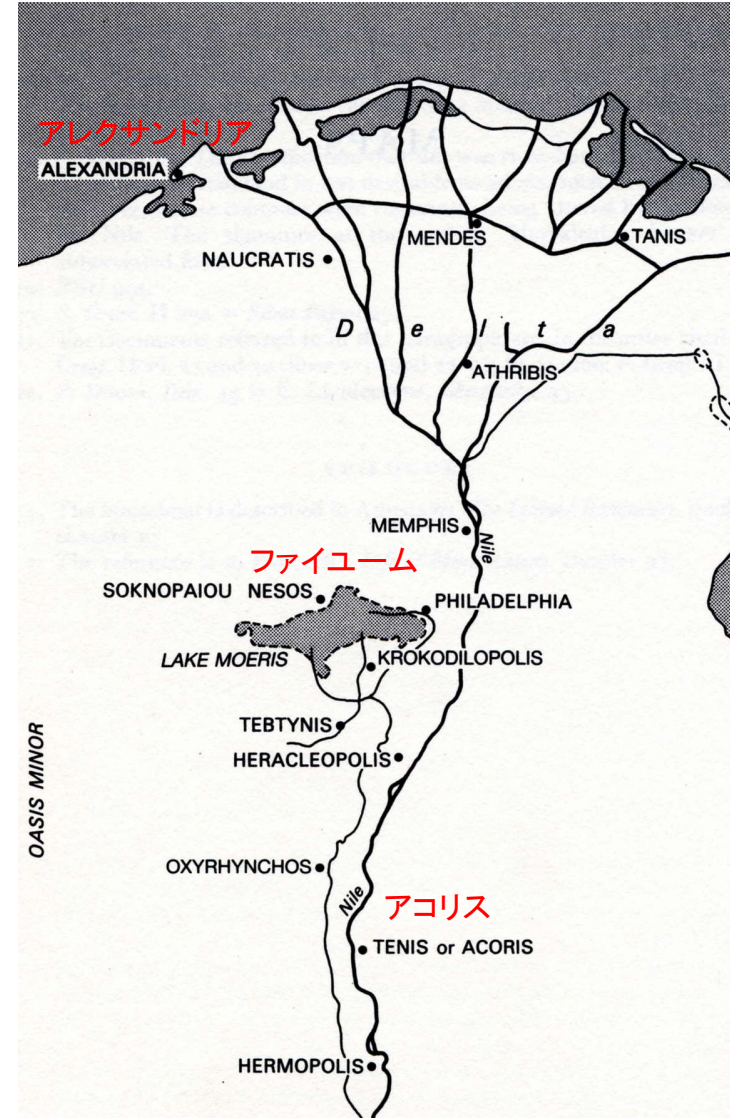 アレクサンドリア
ALEXANDRIA
MENDES
TANIS
NAUCRATIS
D e l t a
ATHRIBIS
MEMPHIS
Nile
ファイユーム
SOKNOPAIOU NESOS
PHILADELPHIA
LAKE MOERIS
KROKODILOPOLIS
TEBTYNIS
HERACLEOPOLIS
OASIS MINOR
OXYRHYNCHOS
Nile
アコリス
TENIS or ACORIS
HERMOPOLIS